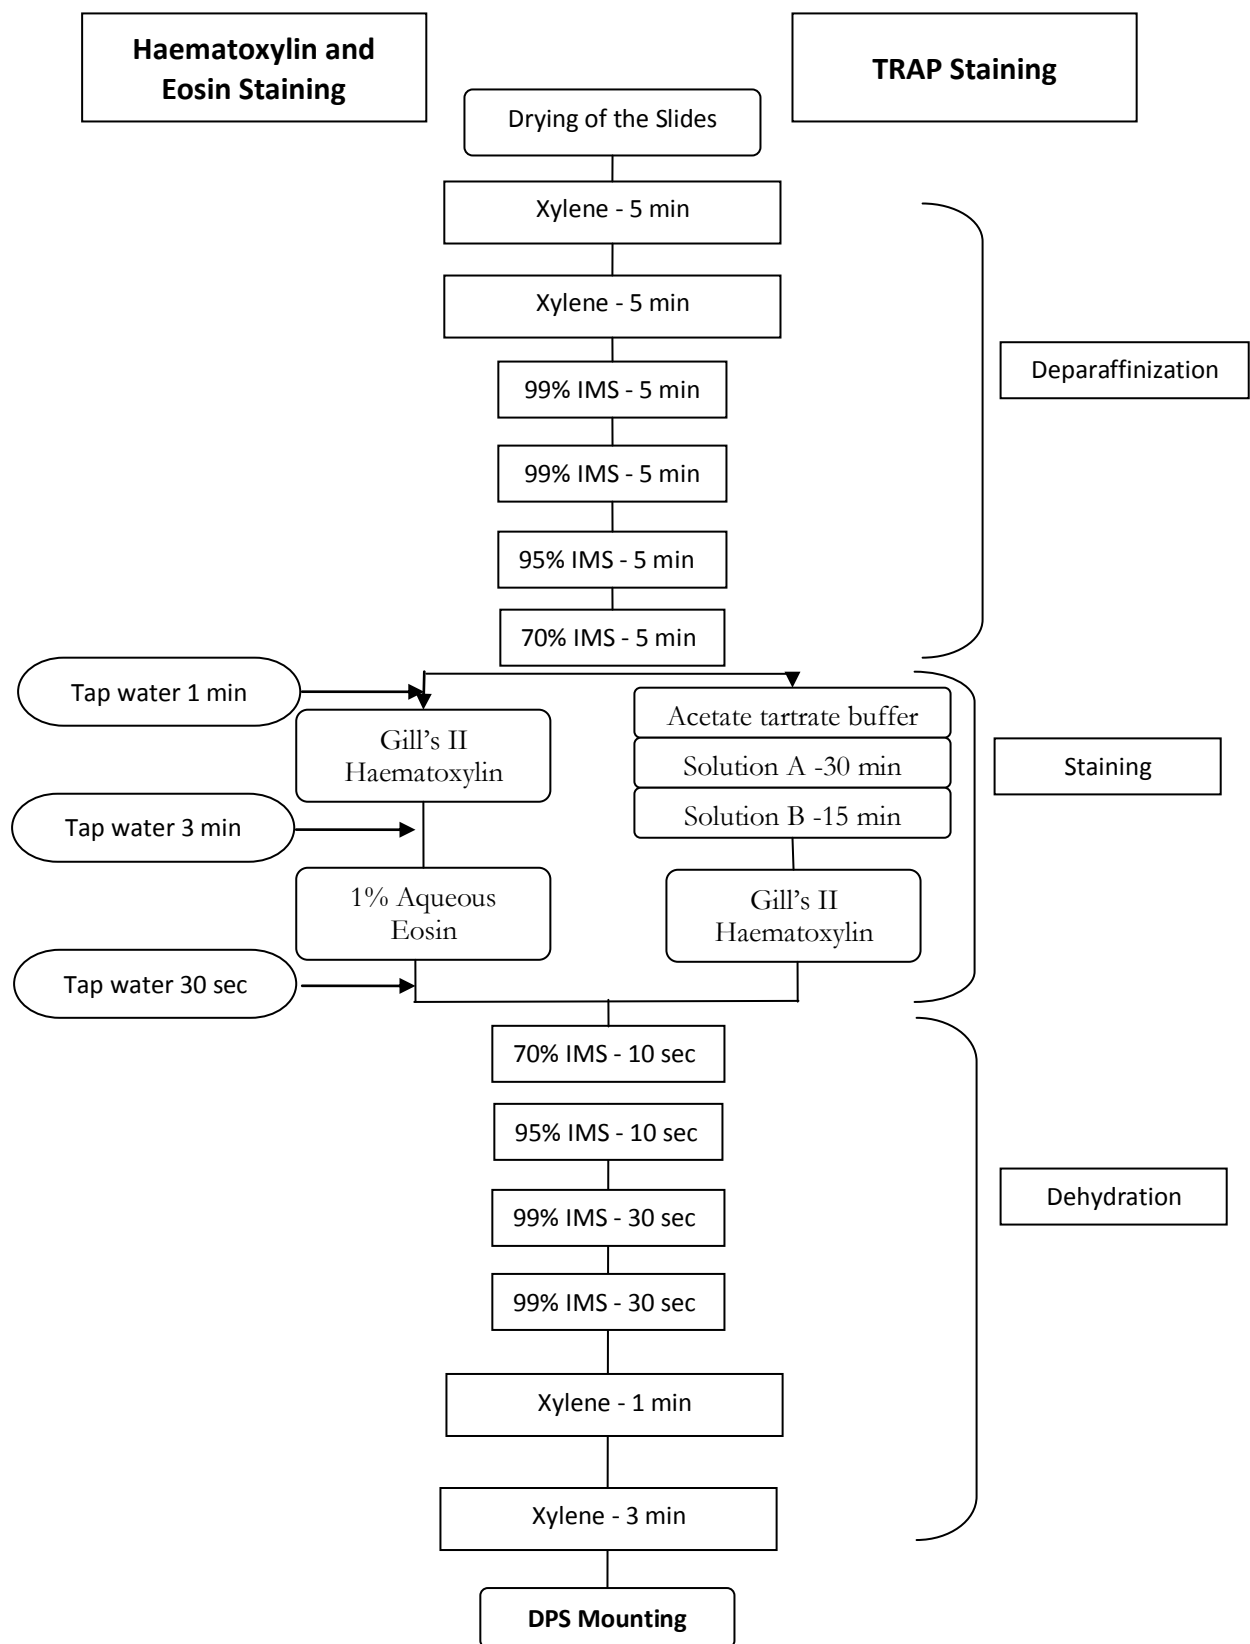 Haematoxylin and
Eosin Staining
TRAP Staining
Drying of the Slides
Xylene - 5 min
Xylene - 5 min
99% IMS - 5 min
Deparaffinization
99% IMS - 5 min
95% IMS - 5 min
70% IMS - 5 min
Tap water 1 min
Gill's II
Haematoxylin
Acetate tartrate buffer
Solution A -30 min
Solution B -15 min
Staining
Tap water 3 min
1% Aqueous
Eosin
Gill's II
Haematoxylin
Tap water 30 sec
70% IMS - 10 sec
95% IMS - 10 sec
Dehydration
99% IMS - 30 sec
99% IMS - 30 sec
Xylene - 1 min
Xylene - 3 min
DPS Mounting